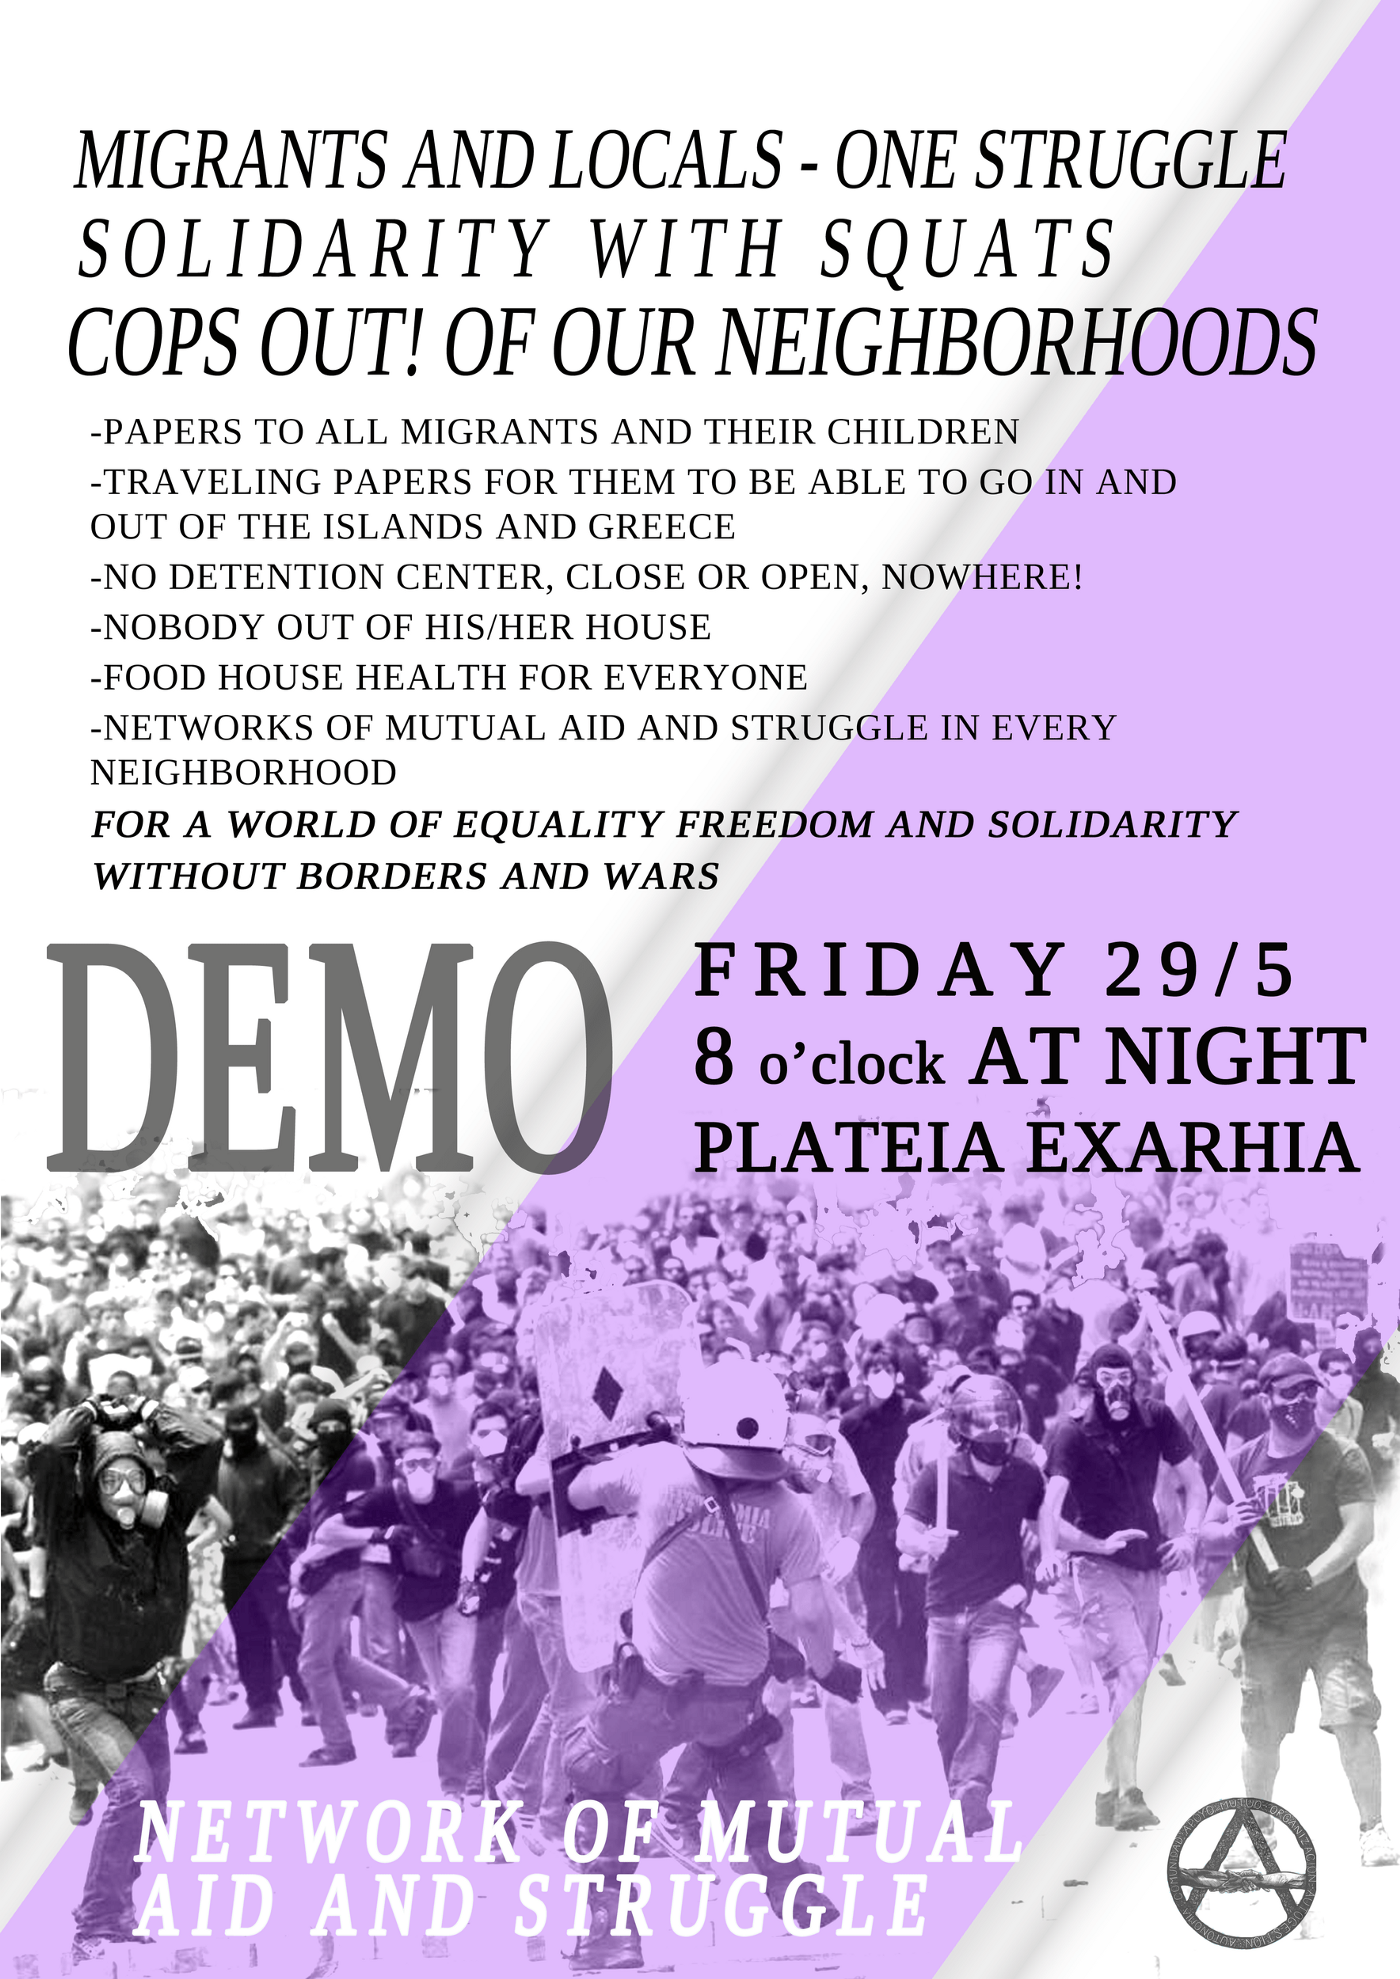 MIGRANTS AND LOCALS - ONE STRUGGLE
SOLIDARITY WITH SQUATS
COPS OUT! OF OUR NEIGHBORHOODS
-PAPERS TO ALL MIGRANTS AND THEIR CHILDREN
-TRAVELING PAPERS FOR THEM TO BE ABLE TO GO IN AND
OUT OF THE ISLANDS AND GREECE
-NO DETENTION CENTER, CLOSE OR OPEN, NOWHERE!
-NOBODY OUT OF HIS/HER HOUSE
-FOOD HOUSE HEALTH FOR EVERYONE
-NETWORKS OF MUTUAL AID AND STRUGGLE IN EVERY
NEIGHBORHOOD
FOR A WORLD OF EQUALITY FREEDOM AND SOLIDARITY
WITHOUT BORDERS AND WARS
DEMO
FRIDAY 29/5
8 o’clock AT NIGHT
PLATEIA EXARHIA
NETWORK OF MUTUAL
AID AND STRUGGLE